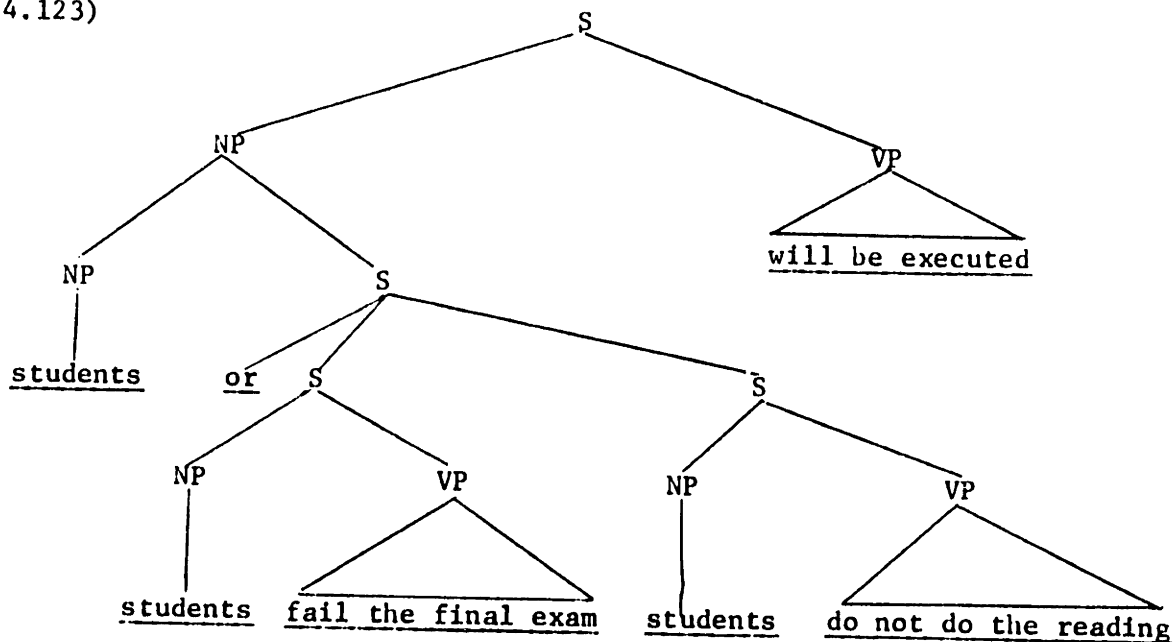 4.123)
S
NP VP
will be executed
NP S
students or S S
NP VP NP VP
students fail the final exam students do not do the reading